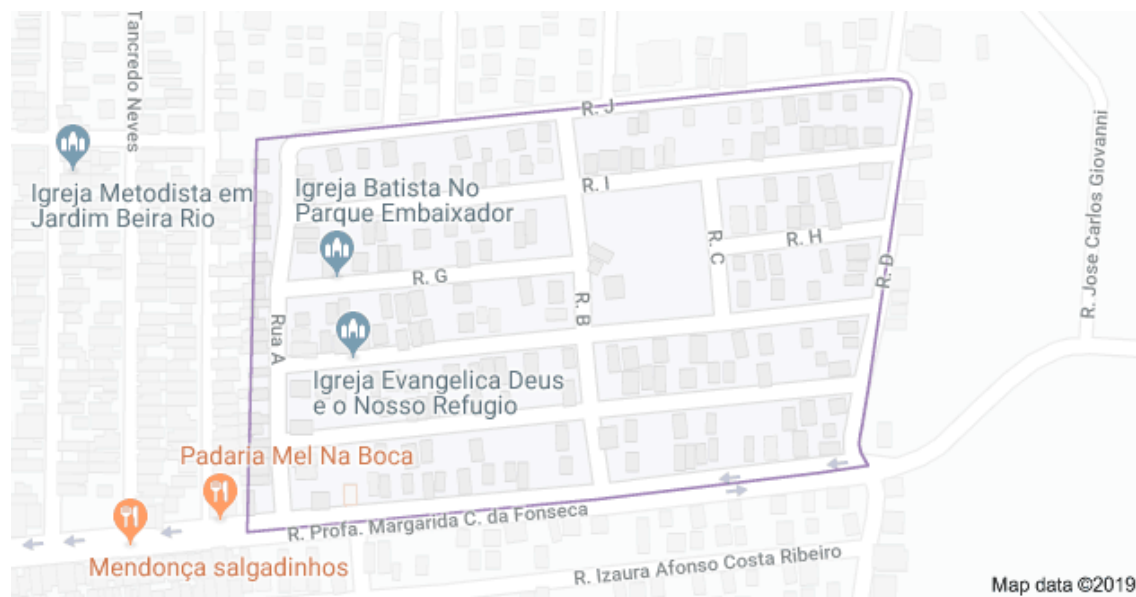 Tancredo Neves
R. J
Igreja Metodista em
Jardim Beira Rio
Igreja Batista No
Parque Embaixador
R. I
R. C
R. H
R. D
R. Jose Carlos Giovanni
R. G
R. B
Rua A
Igreja Evangelica Deus
e o Nosso Refugio
Padaria Mel Na Boca
R. Profa. Margarida C. da Fonseca
Mendonça salgadinhos
R. Izaura Afonso Costa Ribeiro
Map data ©2019